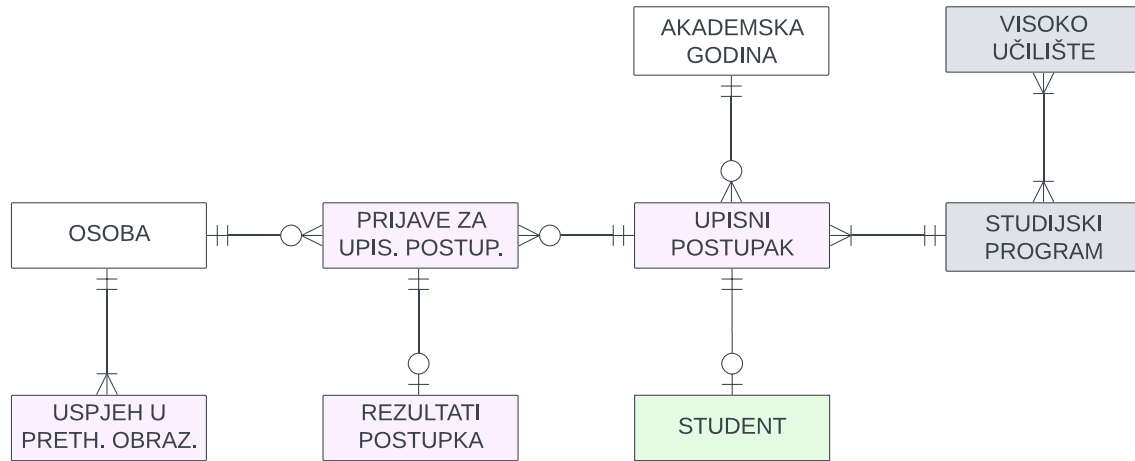 AKADEMSKA
GODINA
VISOKO
UČILIŠTE
OSOBA
PRIJAVE ZA
UPIS. POSTUP.
UPISNI
POSTUPAK
STUDIJSKI
PROGRAM
USPJEH U
PRETH. OBRAZ.
REZULTATI
POSTUPKA
STUDENT